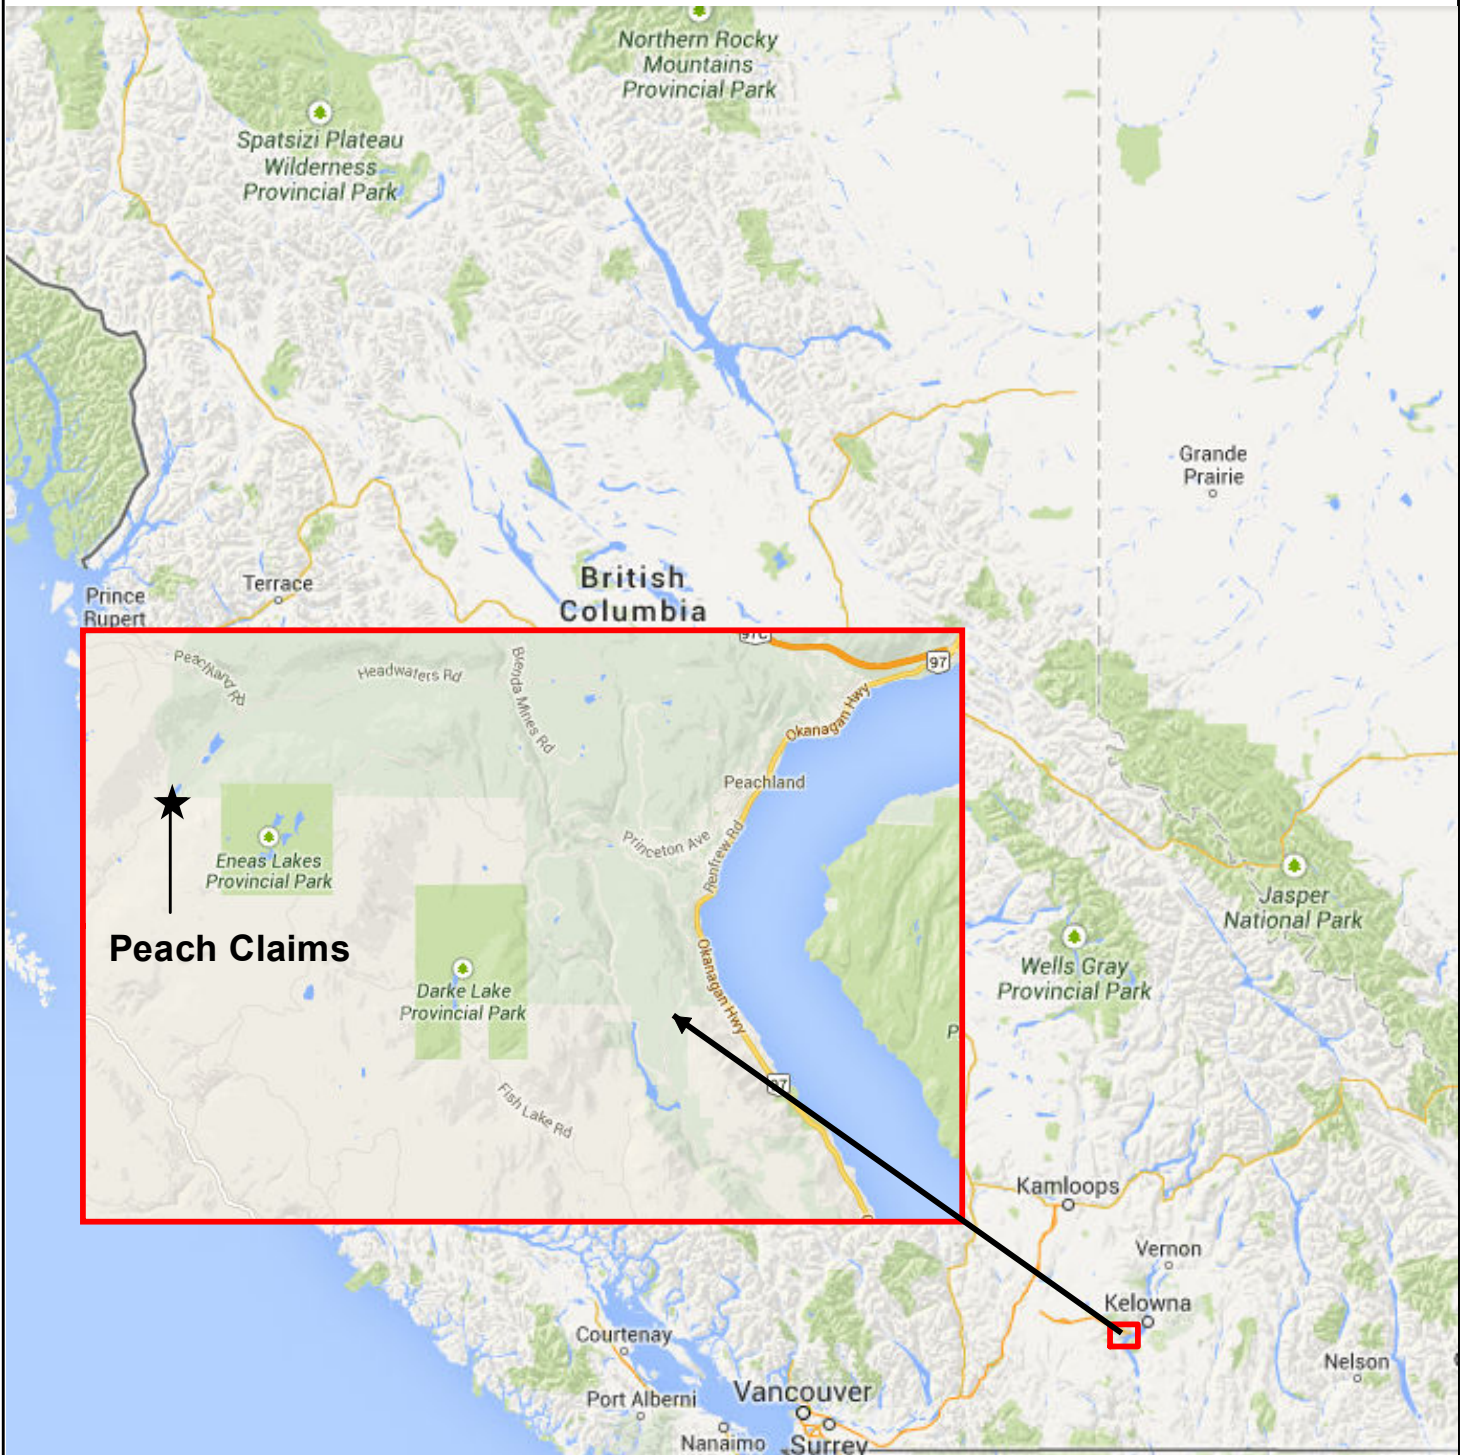 Northern Rocky
Mountains
Provincial Park
Spatsizi Plateau
Wilderness
Provincial Park
Grande
Prairie
British
Columbia
Terrace
Prince
Rupert
97C
97
Peachland Rd
Headwaters Rd
Brenda Mines Rd
Okanagan Hwy
Peachland
Princeton Ave
Renfrew Rd
Eneas Lakes
Provincial Park
Peach Claims
Darke Lake
Provincial Park
Okanagan Hwy
P
97
Fish Lake Rd
Jasper
National Park
Wells Gray
Provincial Park
Kamloops
Vernon
Kelowna
Courtenay
Nelson
Port Alberni
Vancouver
Nanaimo
Surrey